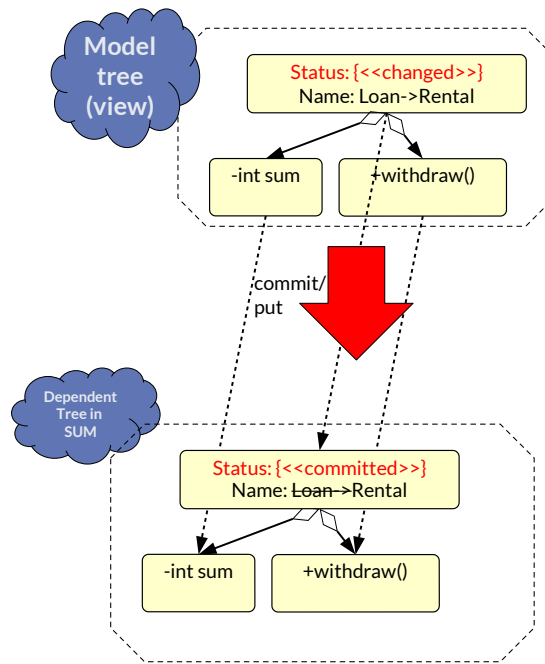 Model
tree
(view)
Status: {<<changed>>}
Name: Loan->Rental
-int sum
+withdraw()
commit/
put
Dependent
Tree in
SUM
Status: {<<committed>>}
Name: Loan->Rental
-int sum
+withdraw()